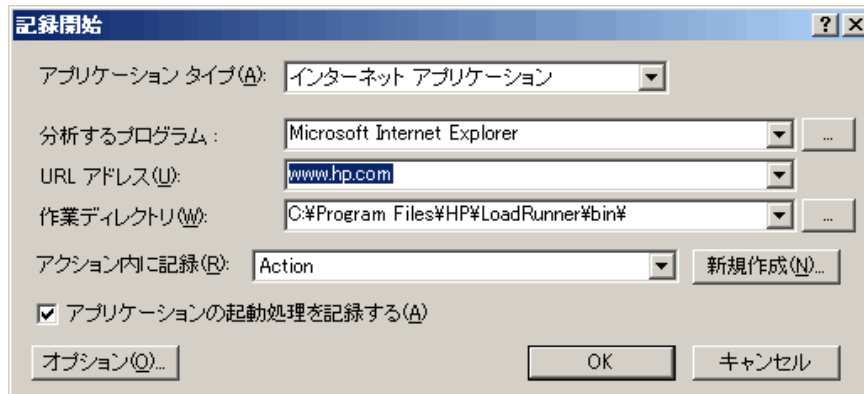 記録開始
アプリケーション タイプ(A): インターネット アプリケーション
分析するプログラム : Microsoft Internet Explorer ...
URL アドレス(U): www.hp.com
作業ディレクトリ(W): C:¥Program Files¥HP¥LoadRunner¥bin¥ ...
アクション内に記録(R): Action 新規作成(N)...
アプリケーションの起動処理を記録する(A)
オプション(O)... OK キャンセル